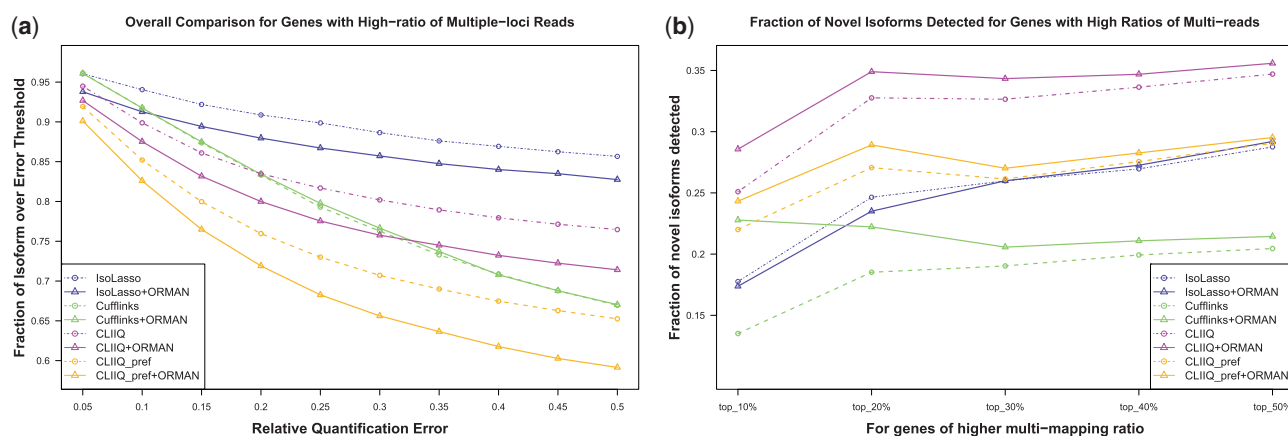 (a)
Overall Comparison for Genes with High−ratio of Multiple−loci Reads
Fraction of Isoform over Error Threshold
0.95
0.9
0.85
0.8
0.75
0.7
0.65
0.6
IsoLasso
IsoLasso+ORMAN
Cufflinks
Cufflinks+ORMAN
CLIIQ
CLIIQ+ORMAN
CLIIQ_pref
CLIIQ_pref+ORMAN
0.05 0.1 0.15 0.2 0.25 0.3 0.35 0.4 0.45 0.5
Relative Quantification Error
(b)
Fraction of Novel Isoforms Detected for Genes with High Ratios of Multi−reads
Fraction of novel isoforms detected
0.35
0.3
0.25
0.2
0.15
IsoLasso
IsoLasso+ORMAN
Cufflinks
Cufflinks+ORMAN
CLIIQ
CLIIQ+ORMAN
CLIIQ_pref
CLIIQ_pref+ORMAN
top_10% top_20% top_30% top_40% top_50%
For genes of higher multi−mapping ratio